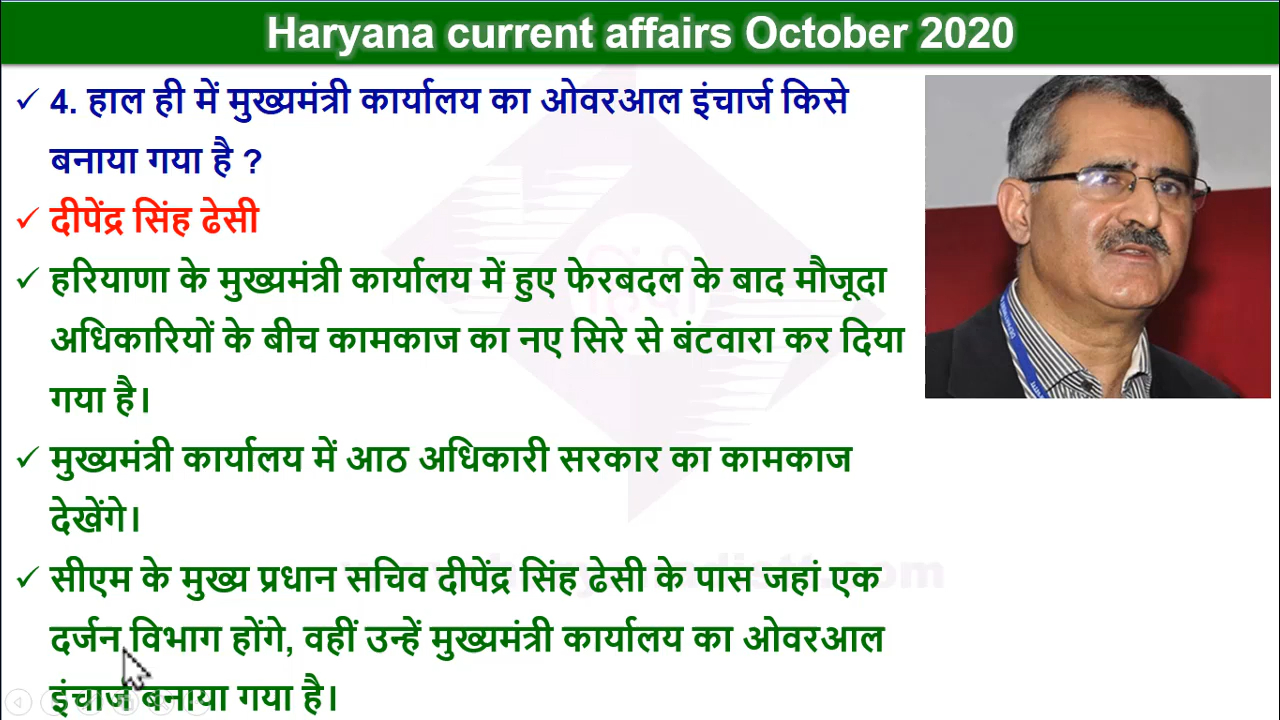 Haryana current affairs October 2020
4. हाल ही में मुख्यमंत्री कार्यालय का ओवरआल इंचार्ज किसे
बनाया गया है ?
दीपेंद्र सिंह ढेसी
हरियाणा के मुख्यमंत्री कार्यालय में हुए फेरबदल के बाद मौजूदा
अधिकारियों के बीच कामकाज का नए सिरे से बंटवारा कर दिया
गया है।
मुख्यमंत्री कार्यालय में आठ अधिकारी सरकार का कामकाज
देखेंगे।
सीएम के मुख्य प्रधान सचिव दीपेंद्र सिंह ढेसी के पास जहां एक
दर्जन विभाग होंगे, वहीं उन्हें मुख्यमंत्री कार्यालय का ओवरआल
इंचार्ज बनाया गया है।
हिंदी